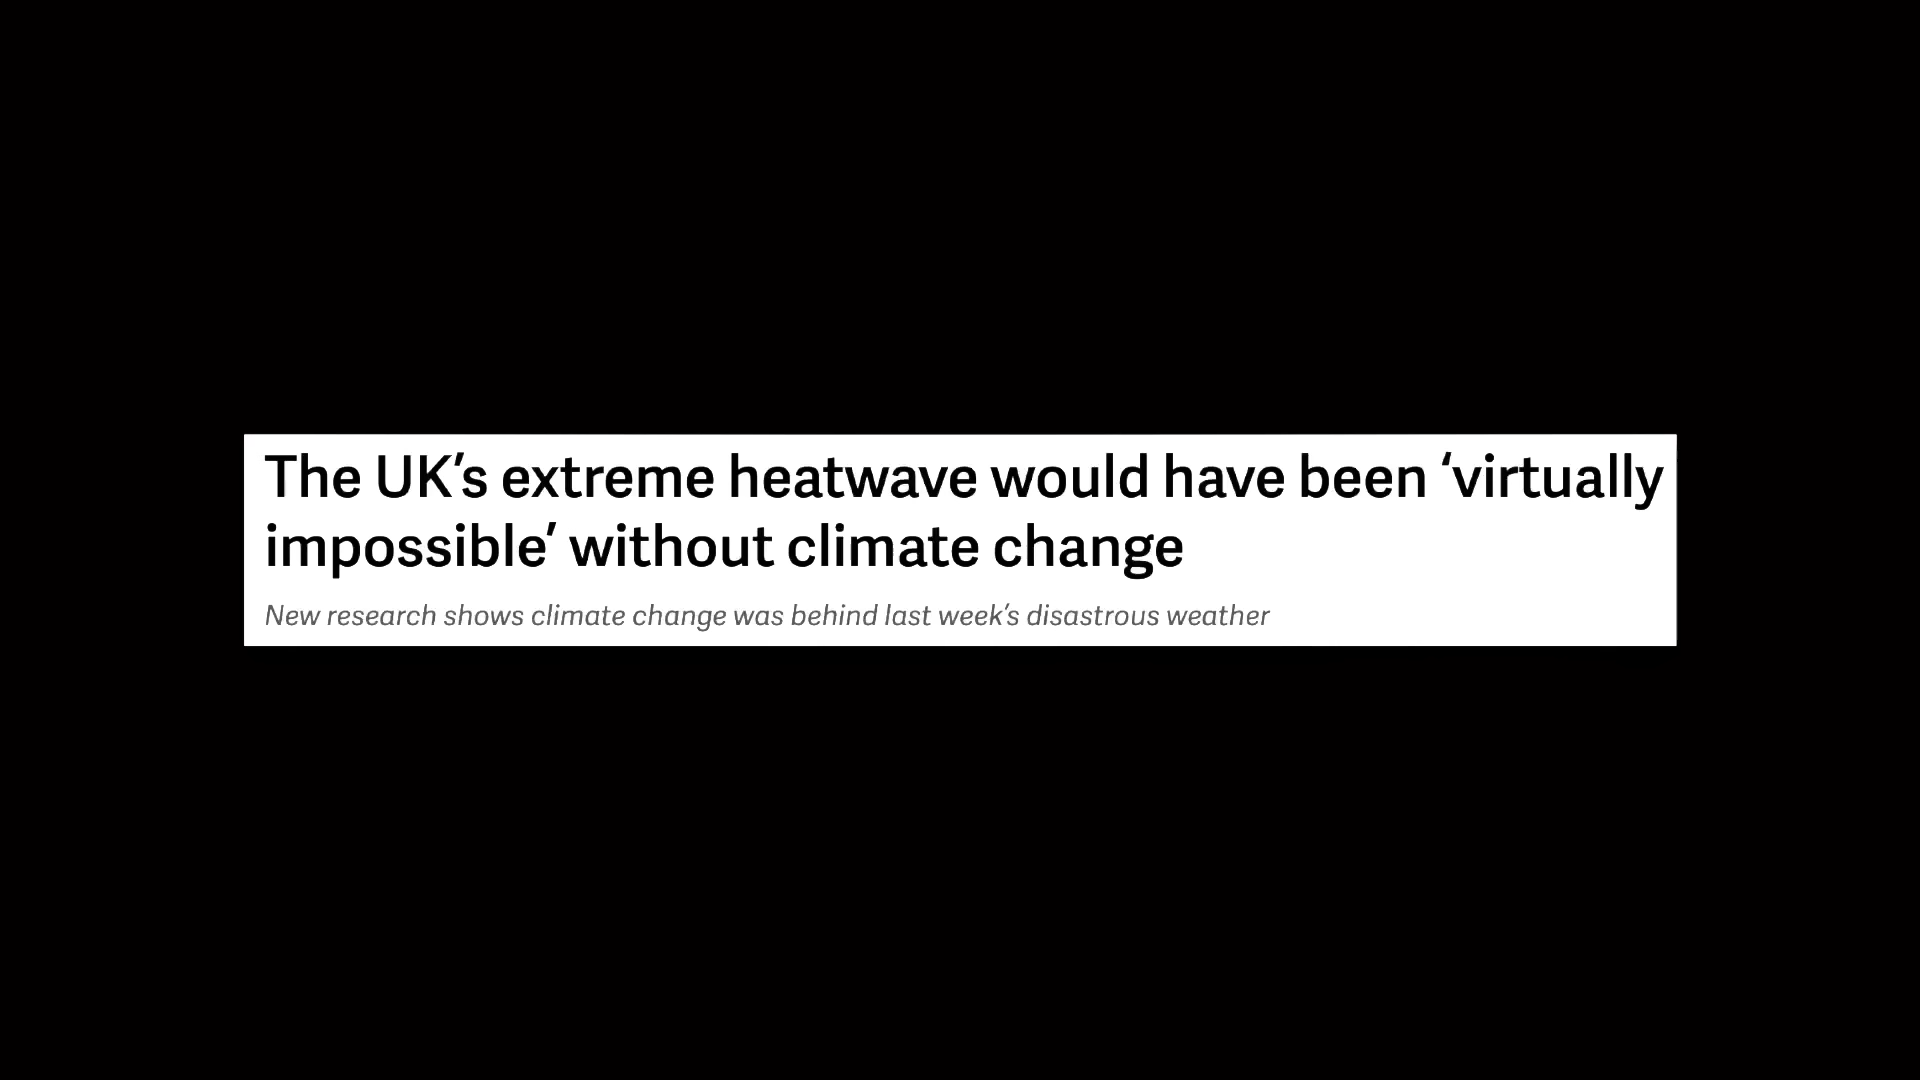 The UK’s extreme heatwave would have been ‘virtually
impossible’ without climate change
New research shows climate change was behind last week’s disastrous weather